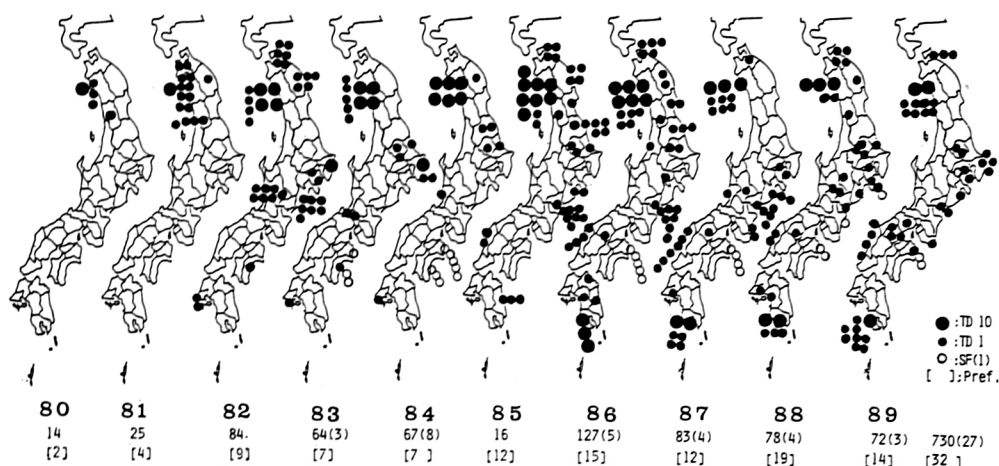 ●:TD 10
●:TD 1
○:SF(1)
[ ]:Pref.
80 81 82 83 84 85 86 87 88 89
14 25 84. 64(3) 67(8) 16 127(5) 83(4) 78(4) 72(3) 730(27)
[2] [4] [9] [7] [7 ] [12] [15] [12] [19] [14] [32 ]